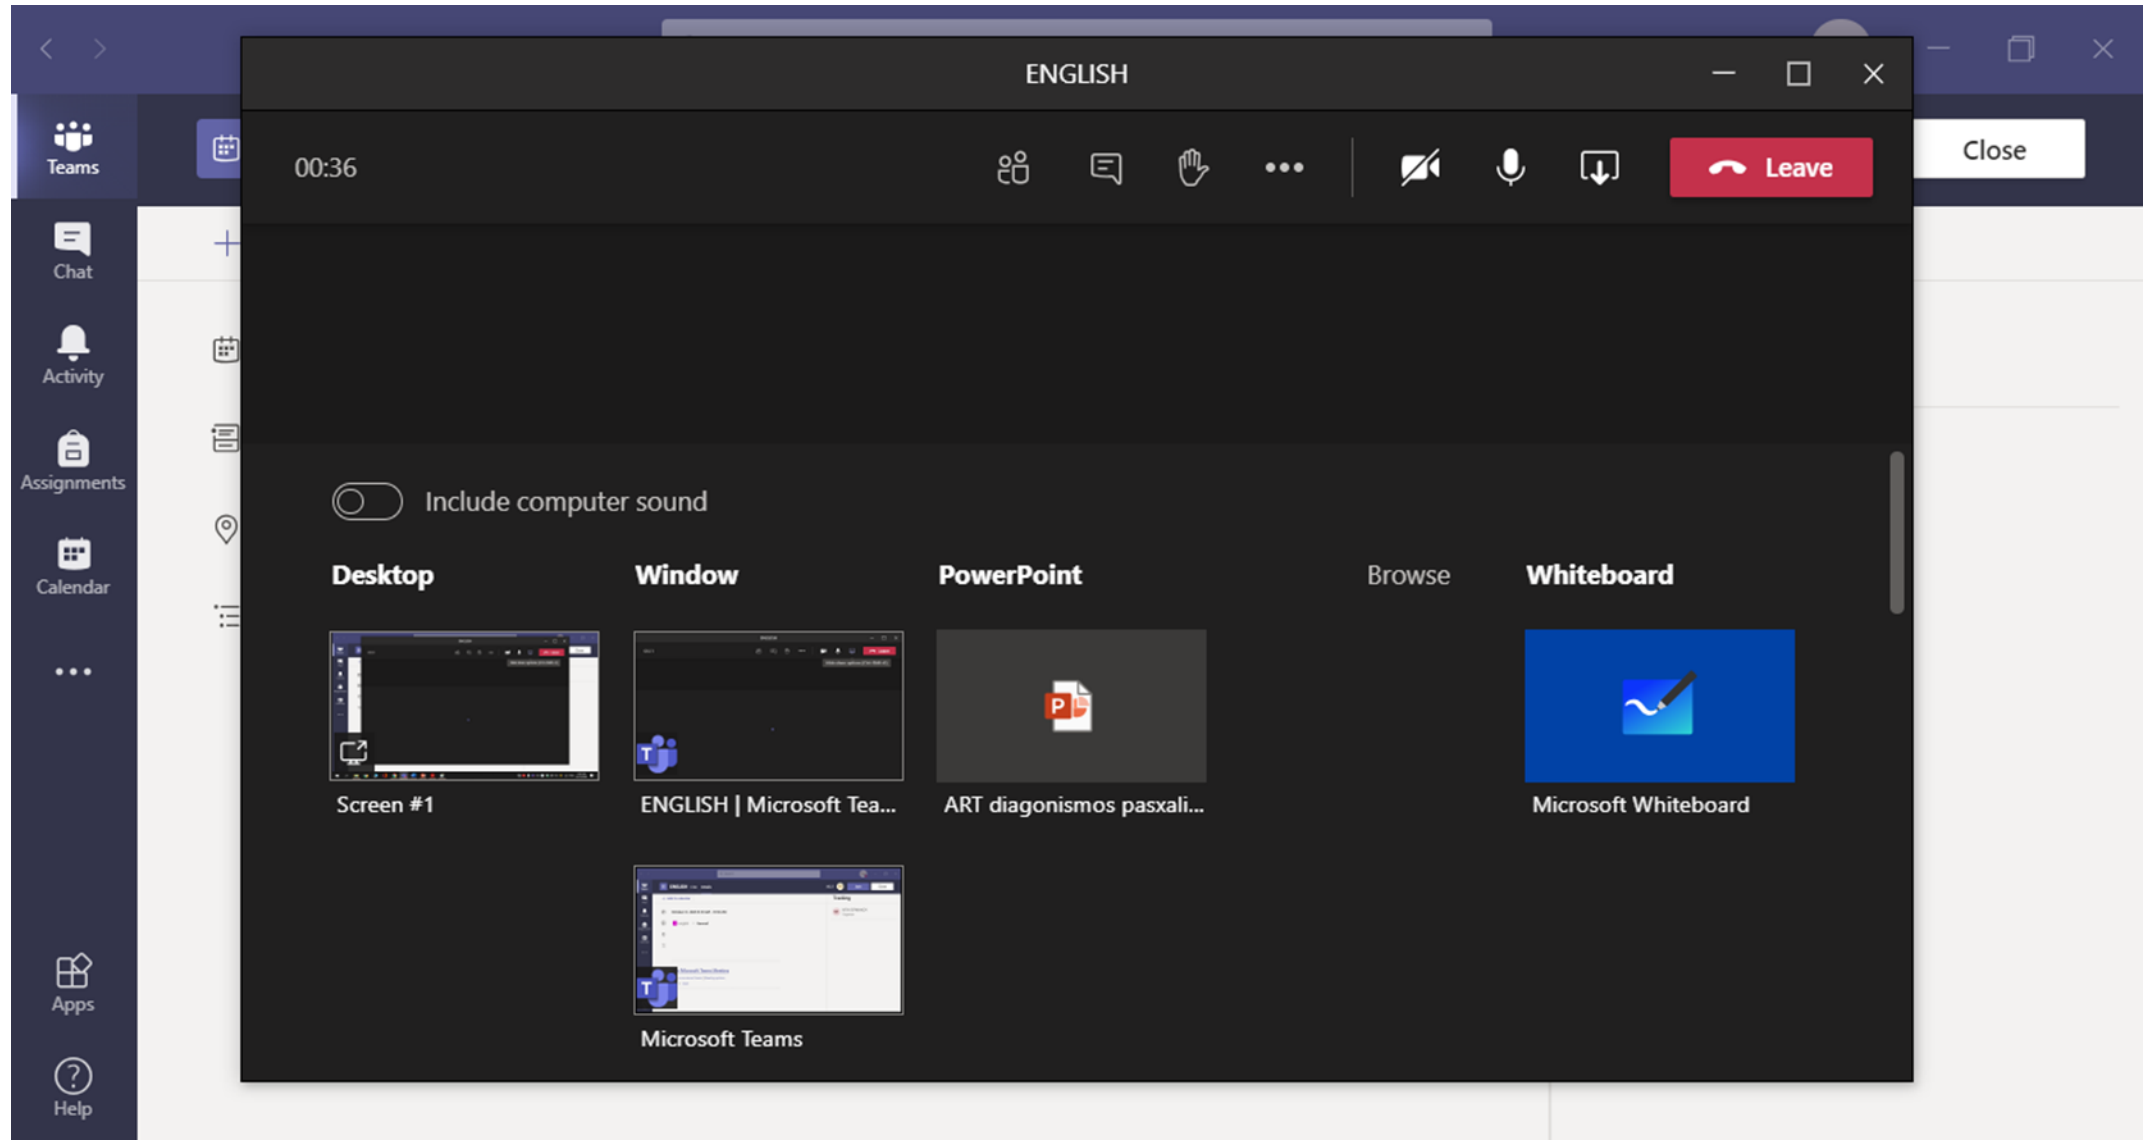 ENGLISH
Close
Teams
00:36
Leave
Chat
Activity
Assignments
Include computer sound
Calendar
Desktop
Window
PowerPoint
Browse
Whiteboard
Screen #1
ENGLISH | Microsoft Tea...
ART diagonismos pasxali...
Microsoft Whiteboard
Apps
Microsoft Teams
Help